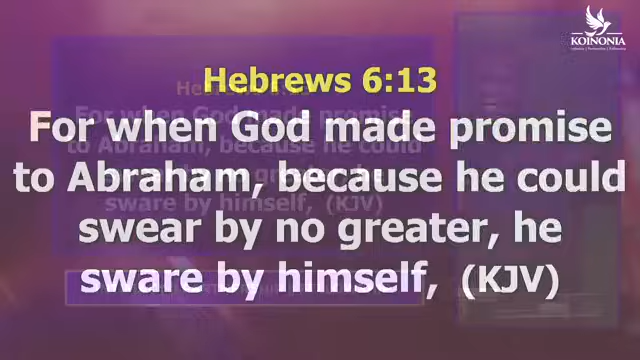 KOINONIA
Hebrews 6:13
For when God made promise
to Abraham, because he could
swear by no greater, he
sware by himself, (KJV)